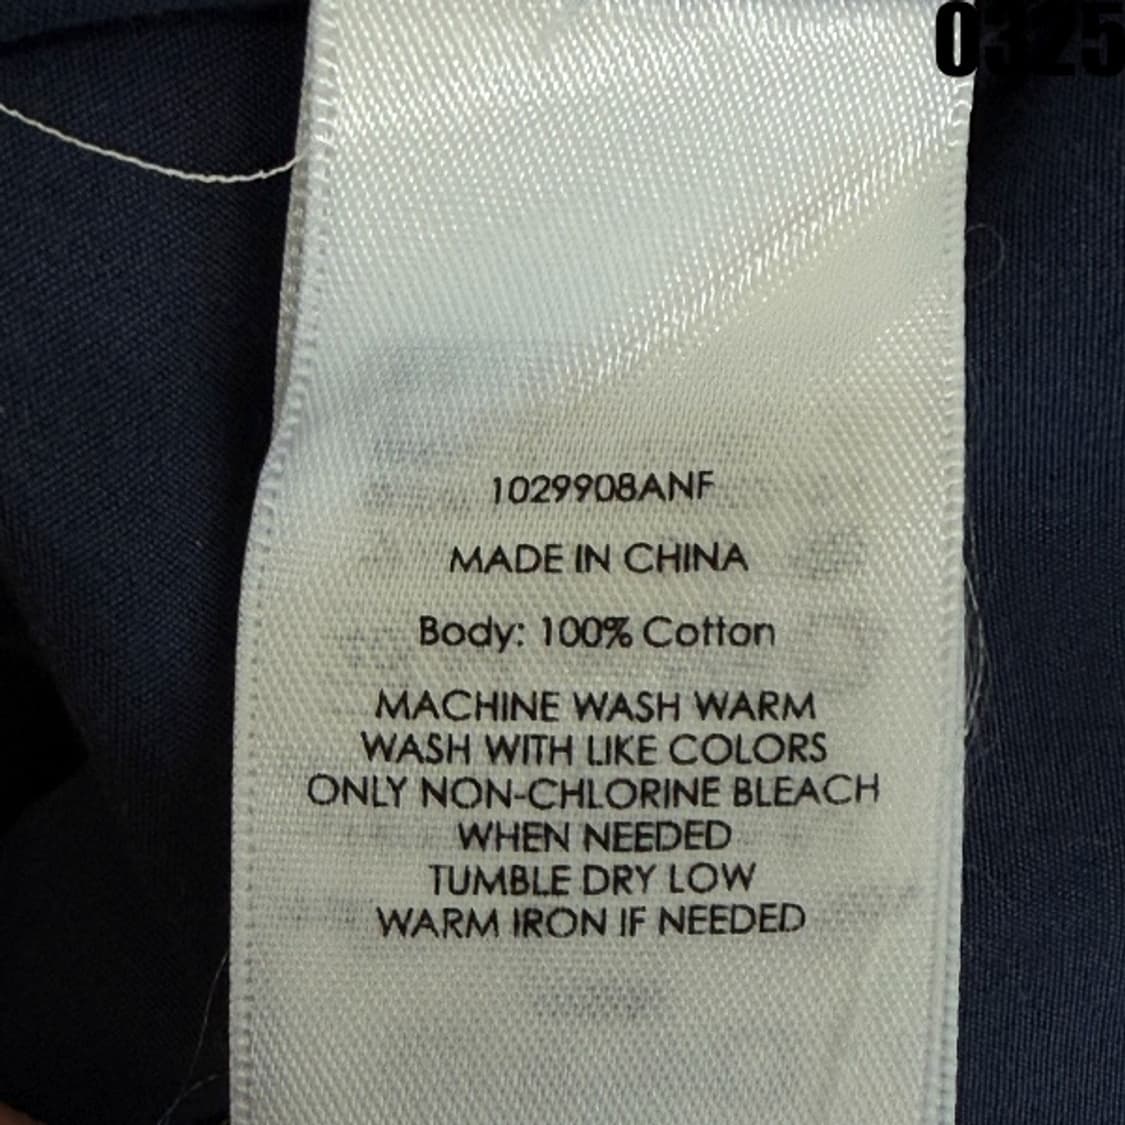 0325
1029908ANF
MADE IN CHINA
Body: 100% Cotton
MACHINE WASH WARM
WASH WITH LIKE COLORS
ONLY NON-CHLORINE BLEACH
WHEN NEEDED
TUMBLE DRY LOW
WARM IRON IF NEEDED